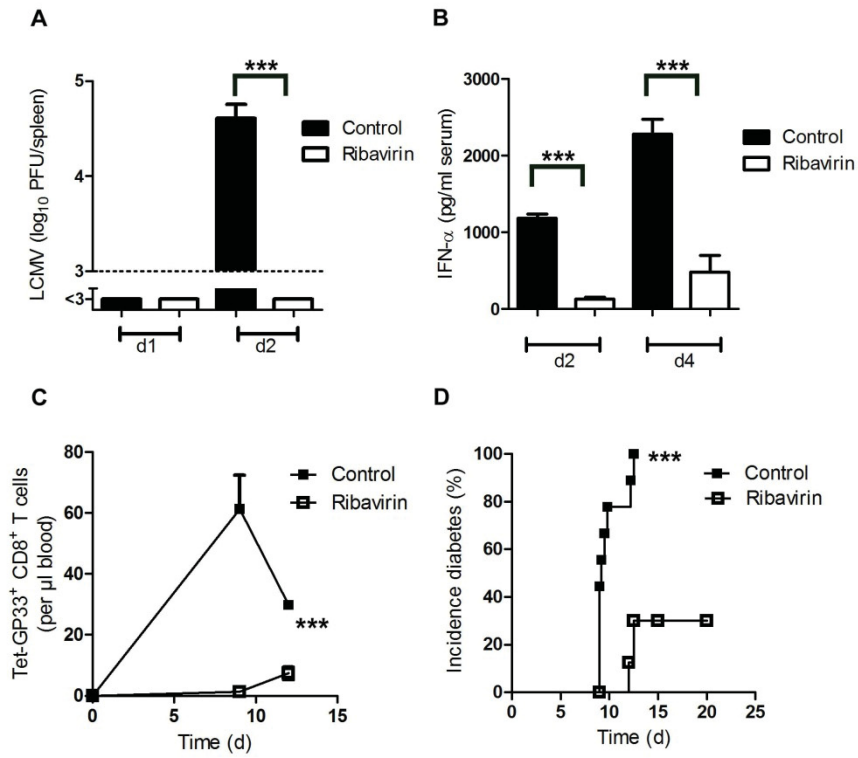 A
LCMV (log10 PFU/spleen)
5
4
3
<3
***
d1
d2
Control
Ribavirin
B
IFN-α (pg/ml serum)
3000
2000
1000
0
***
***
d2
d4
Control
Ribavirin
C
Tet-GP33+ CD8+ T cells
(per µl blood)
80
60
40
20
0
0 5 10 15
Time (d)
Control
Ribavirin
***
D
Incidence diabetes (%)
100
80
60
40
20
0
0 5 10 15 20 25
Time (d)
***
Control
Ribavirin